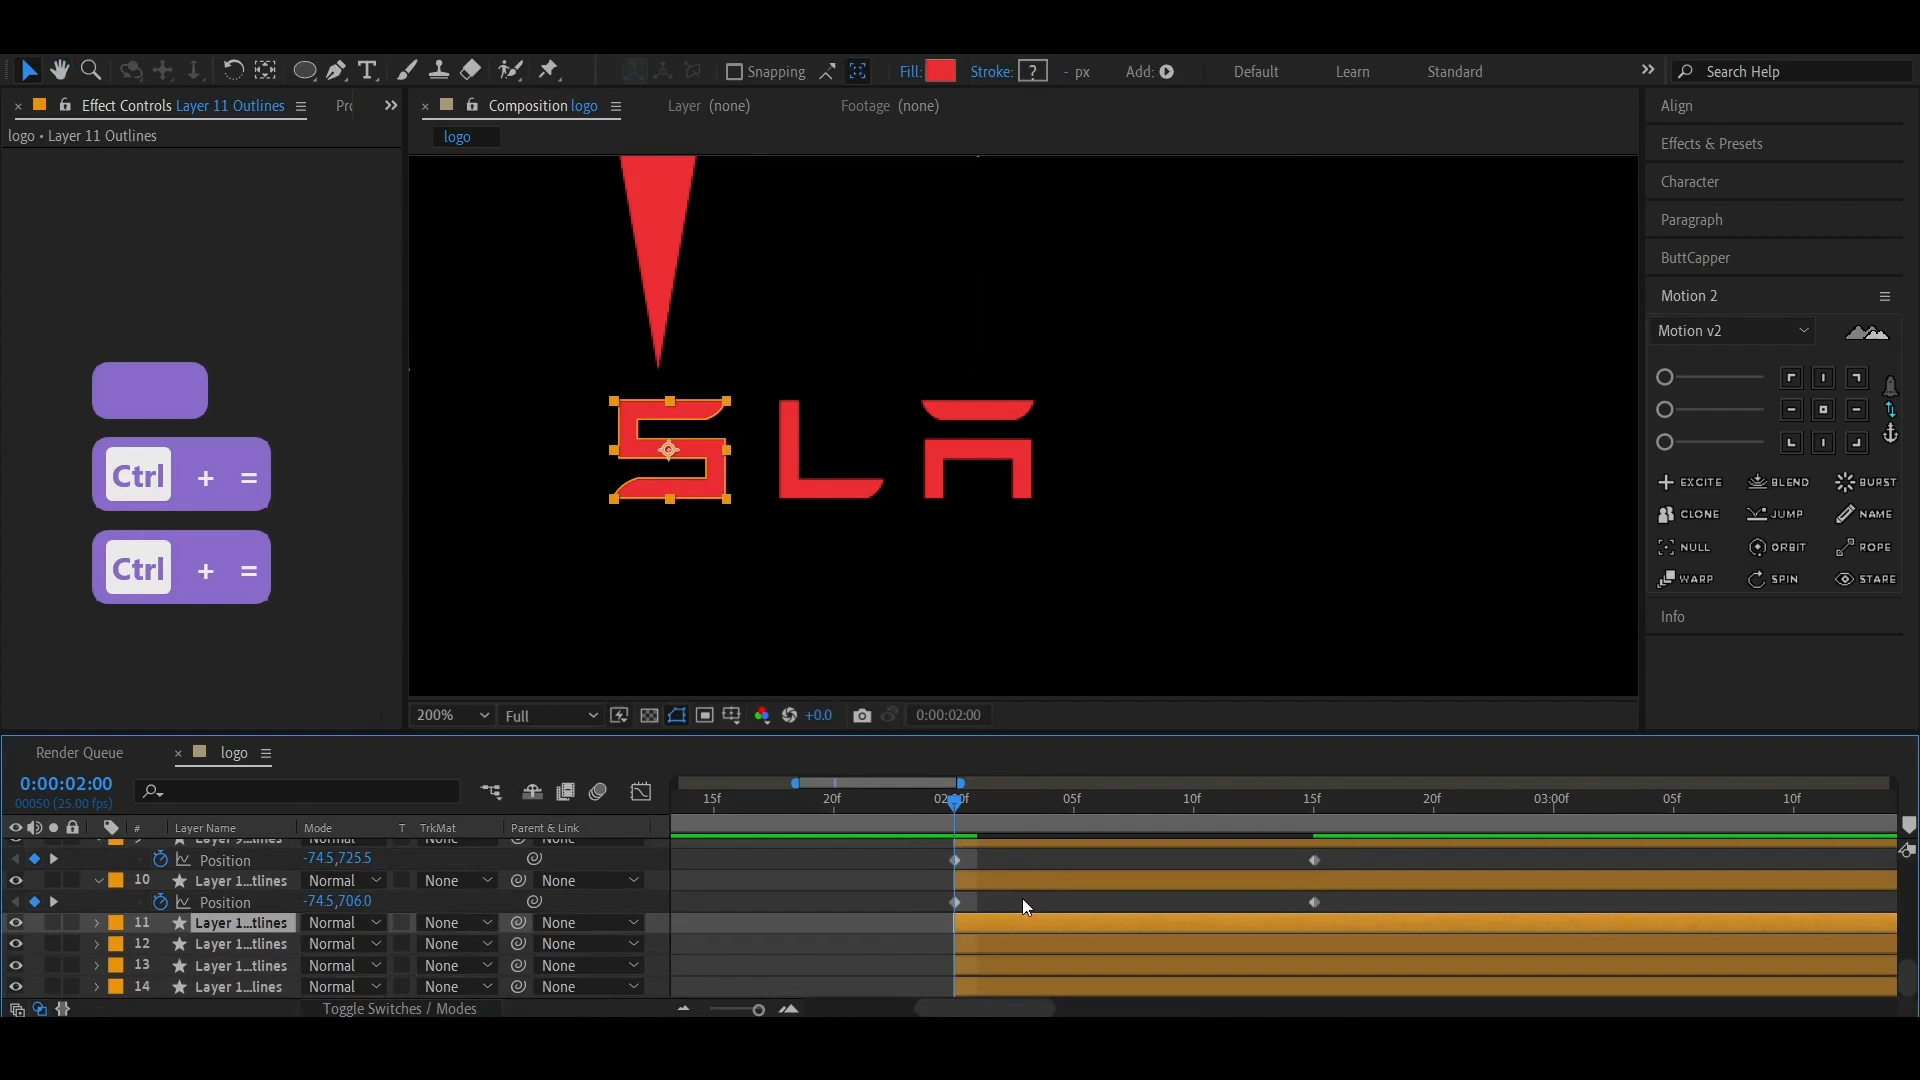 Snapping
Fill:
Stroke:
?
- px
Add:
Default
Learn
Standard
Search Help
Effect Controls Layer 11 Outlines
Composition logo
Layer (none)
Footage (none)
logo • Layer 11 Outlines
logo
Align
Effects & Presets
Character
Paragraph
ButtCapper
Motion 2
Motion v2
EXCITE
BLEND
BURST
CLONE
JUMP
NAME
NULL
ORBIT
ROPE
WARP
SPIN
STARE
Info
Ctrl + =
Ctrl + =
200%
Full
+0.0
0:00:02:00
Render Queue
logo
0:00:02:00
00050 (25.00 fps)
15f
20f
02:00f
05f
10f
15f
20f
03:00f
05f
10f
#
Layer Name
Mode
T
TrkMat
Parent & Link
Position
-74.5,725.5
10
Layer 1...tlines
Normal
None
None
Position
-74.5,706.0
11
Layer 1...tlines
Normal
None
None
12
Layer 1...tlines
Normal
None
None
13
Layer 1...tlines
Normal
None
None
14
Layer 1...lines
Normal
None
None
Toggle Switches / Modes